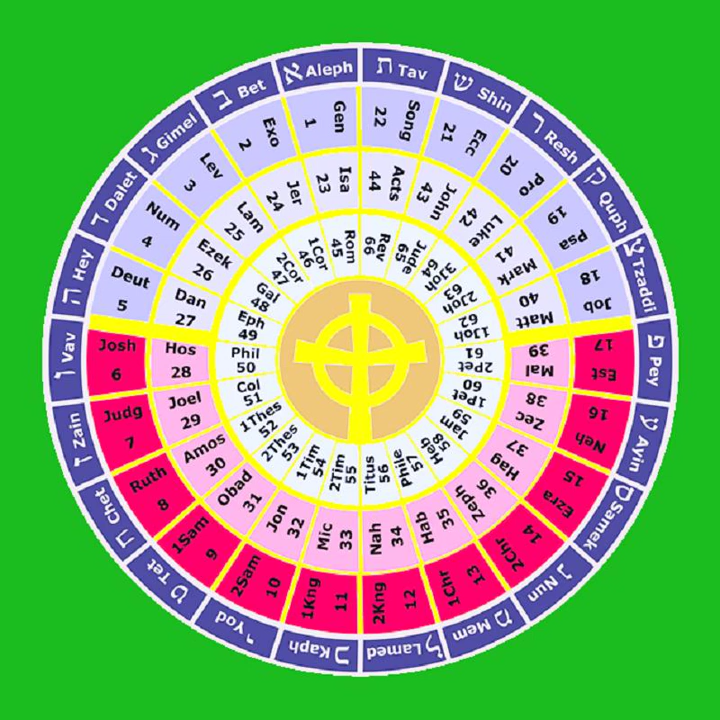 א Aleph
ב Bet
ג Gimel
ד Dalet
ה Hey
ו Vav
ז Zain
ח Chet
ט Tet
י Yod
כ Kaph
ל Lamed
מ Mem
נ Nun
ס Samek
ע Ayin
פ Pey
צ Tzaddi
ק Quph
ר Resh
ש Shin
ת Tav
Gen
1
Exo
2
Lev
3
Num
4
Deut
5
Josh
6
Judg
7
Ruth
8
1Sam
9
2Sam
10
1Kng
11
2Kng
12
1Chr
13
2Chr
14
Ezra
15
Neh
16
Est
17
Job
18
Psa
19
Pro
20
Ecc
21
Song
22
Isa
23
Jer
24
Lam
25
Ezek
26
Dan
27
Hos
28
Joel
29
Amos
30
Obad
31
Jon
32
Mic
33
Nah
34
Hab
35
Zeph
36
Hag
37
Zec
38
Mal
39
Matt
40
Mark
41
Luke
42
John
43
Acts
44
Rom
45
1Cor
46
2Cor
47
Gal
48
Eph
49
Phil
50
Col
51
1Thes
52
2Thes
53
1Tim
54
2Tim
55
Titus
56
Phile
57
Heb
58
Jam
59
1Pet
60
2Pet
61
1Joh
62
2Joh
63
3Joh
64
Jude
65
Rev
66